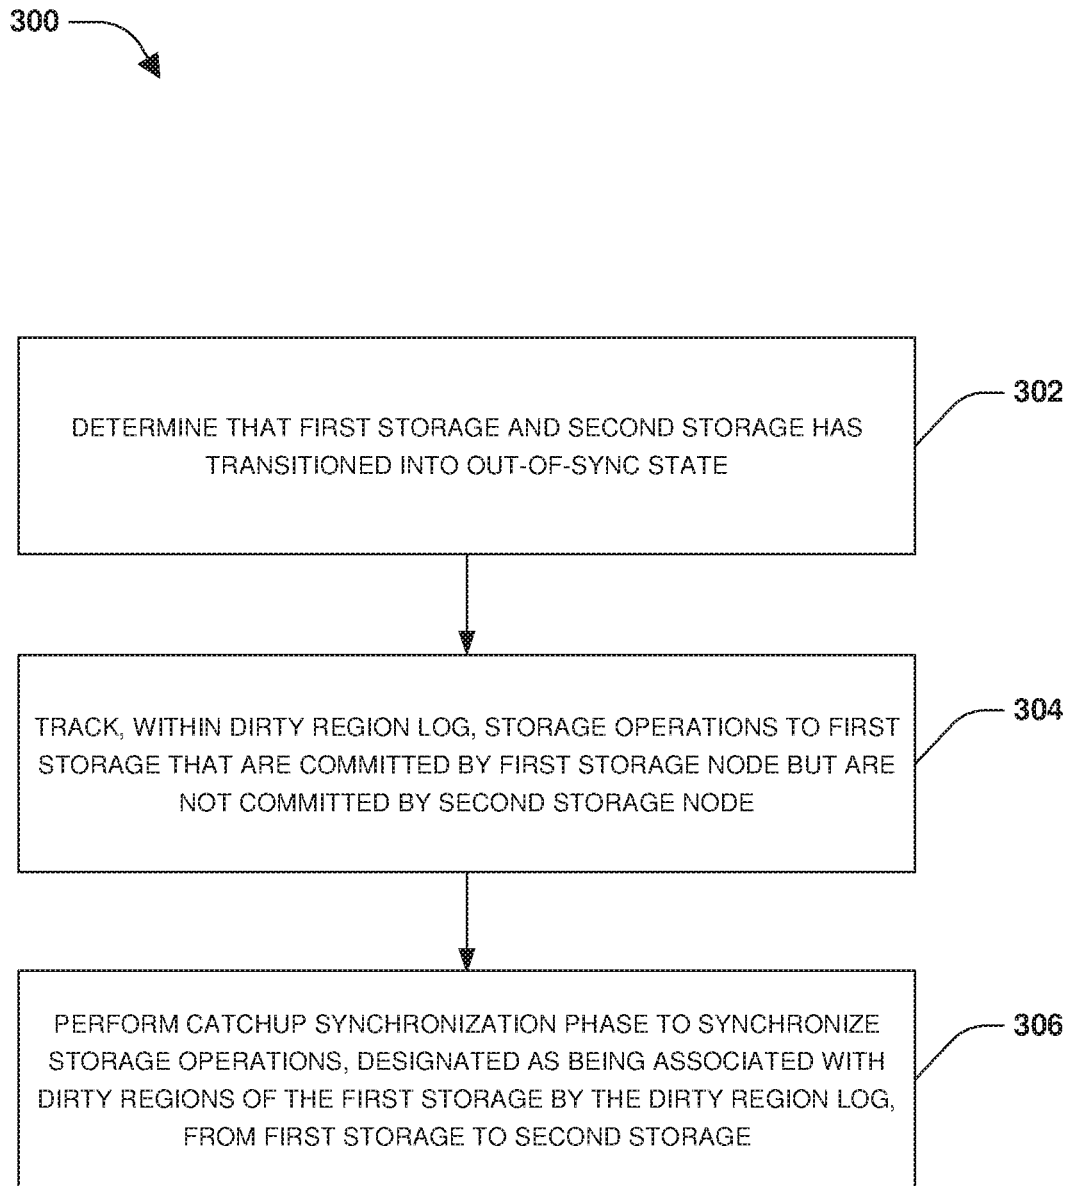 300
302
DETERMINE THAT FIRST STORAGE AND SECOND STORAGE HAS
TRANSITIONED INTO OUT-OF-SYNC STATE
304
TRACK, WITHIN DIRTY REGION LOG, STORAGE OPERATIONS TO FIRST
STORAGE THAT ARE COMMITTED BY FIRST STORAGE NODE BUT ARE
NOT COMMITTED BY SECOND STORAGE NODE
306
PERFORM CATCHUP SYNCHRONIZATION PHASE TO SYNCHRONIZE
STORAGE OPERATIONS, DESIGNATED AS BEING ASSOCIATED WITH
DIRTY REGIONS OF THE FIRST STORAGE BY THE DIRTY REGION LOG,
FROM FIRST STORAGE TO SECOND STORAGE